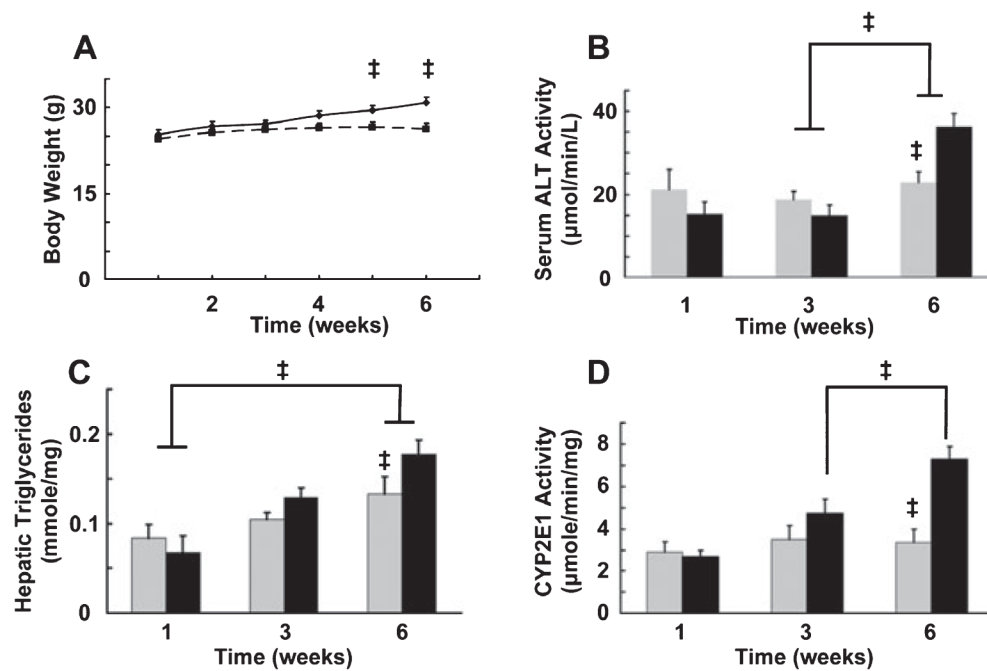 A
‡ ‡
Body Weight (g)
30
15
0
2 4 6
Time (weeks)
B
‡
‡
Serum ALT Activity
(µmol/min/L)
40
20
0
1 3 6
Time (weeks)
C
‡
‡
Hepatic Triglycerides
(mmole/mg)
0.2
0.1
0
1 3 6
Time (weeks)
D
‡
‡
CYP2E1 Activity
(µmole/min/mg)
8
6
4
2
0
1 3 6
Time (weeks)